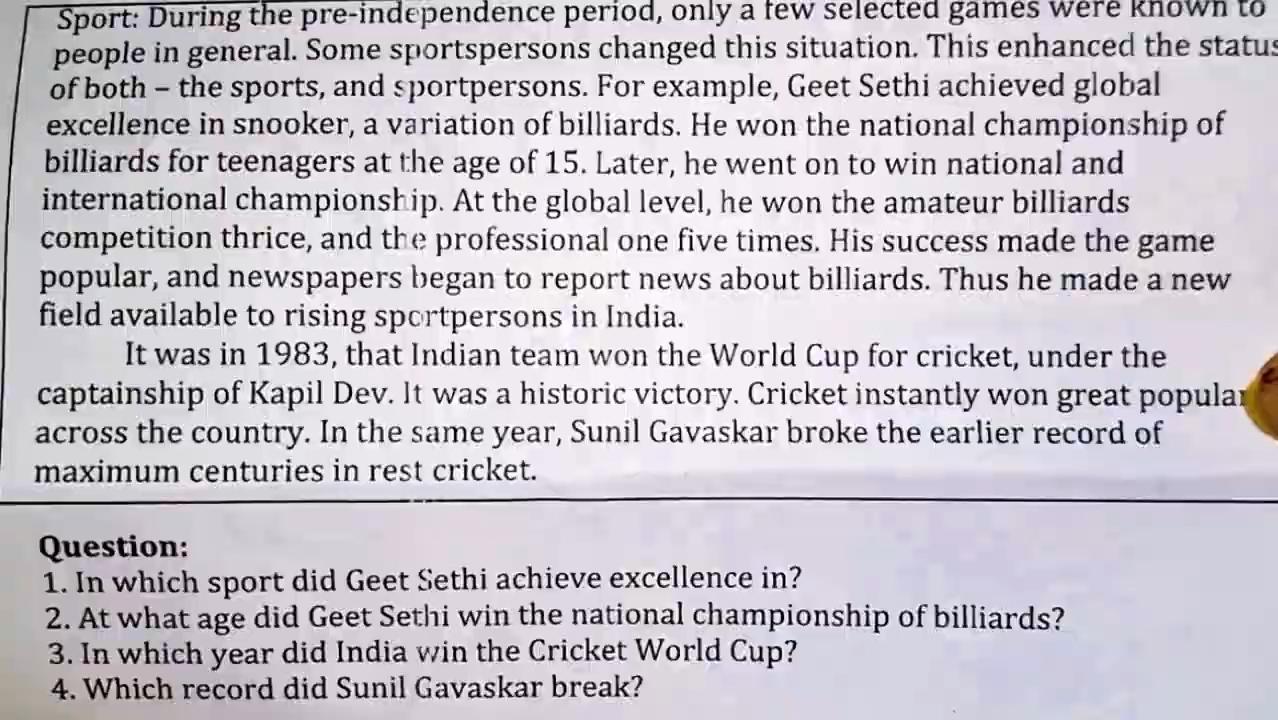 Sport: During the pre-independence period, only a few selected games were known to
people in general. Some sportspersons changed this situation. This enhanced the status
of both – the sports, and sportpersons. For example, Geet Sethi achieved global
excellence in snooker, a variation of billiards. He won the national championship of
billiards for teenagers at the age of 15. Later, he went on to win national and
international championship. At the global level, he won the amateur billiards
competition thrice, and the professional one five times. His success made the game
popular, and newspapers began to report news about billiards. Thus he made a new
field available to rising sportpersons in India.
It was in 1983, that Indian team won the World Cup for cricket, under the
captainship of Kapil Dev. It was a historic victory. Cricket instantly won great
across the country. In the same year, Sunil Gavaskar broke the earlier record of
maximum centuries in rest cricket.
Question:
1. In which sport did Geet Sethi achieve excellence in?
2. At what age did Geet Sethi win the national championship of billiards?
3. In which year did India win the Cricket World Cup?
4. Which record did Sunil Gavaskar break?